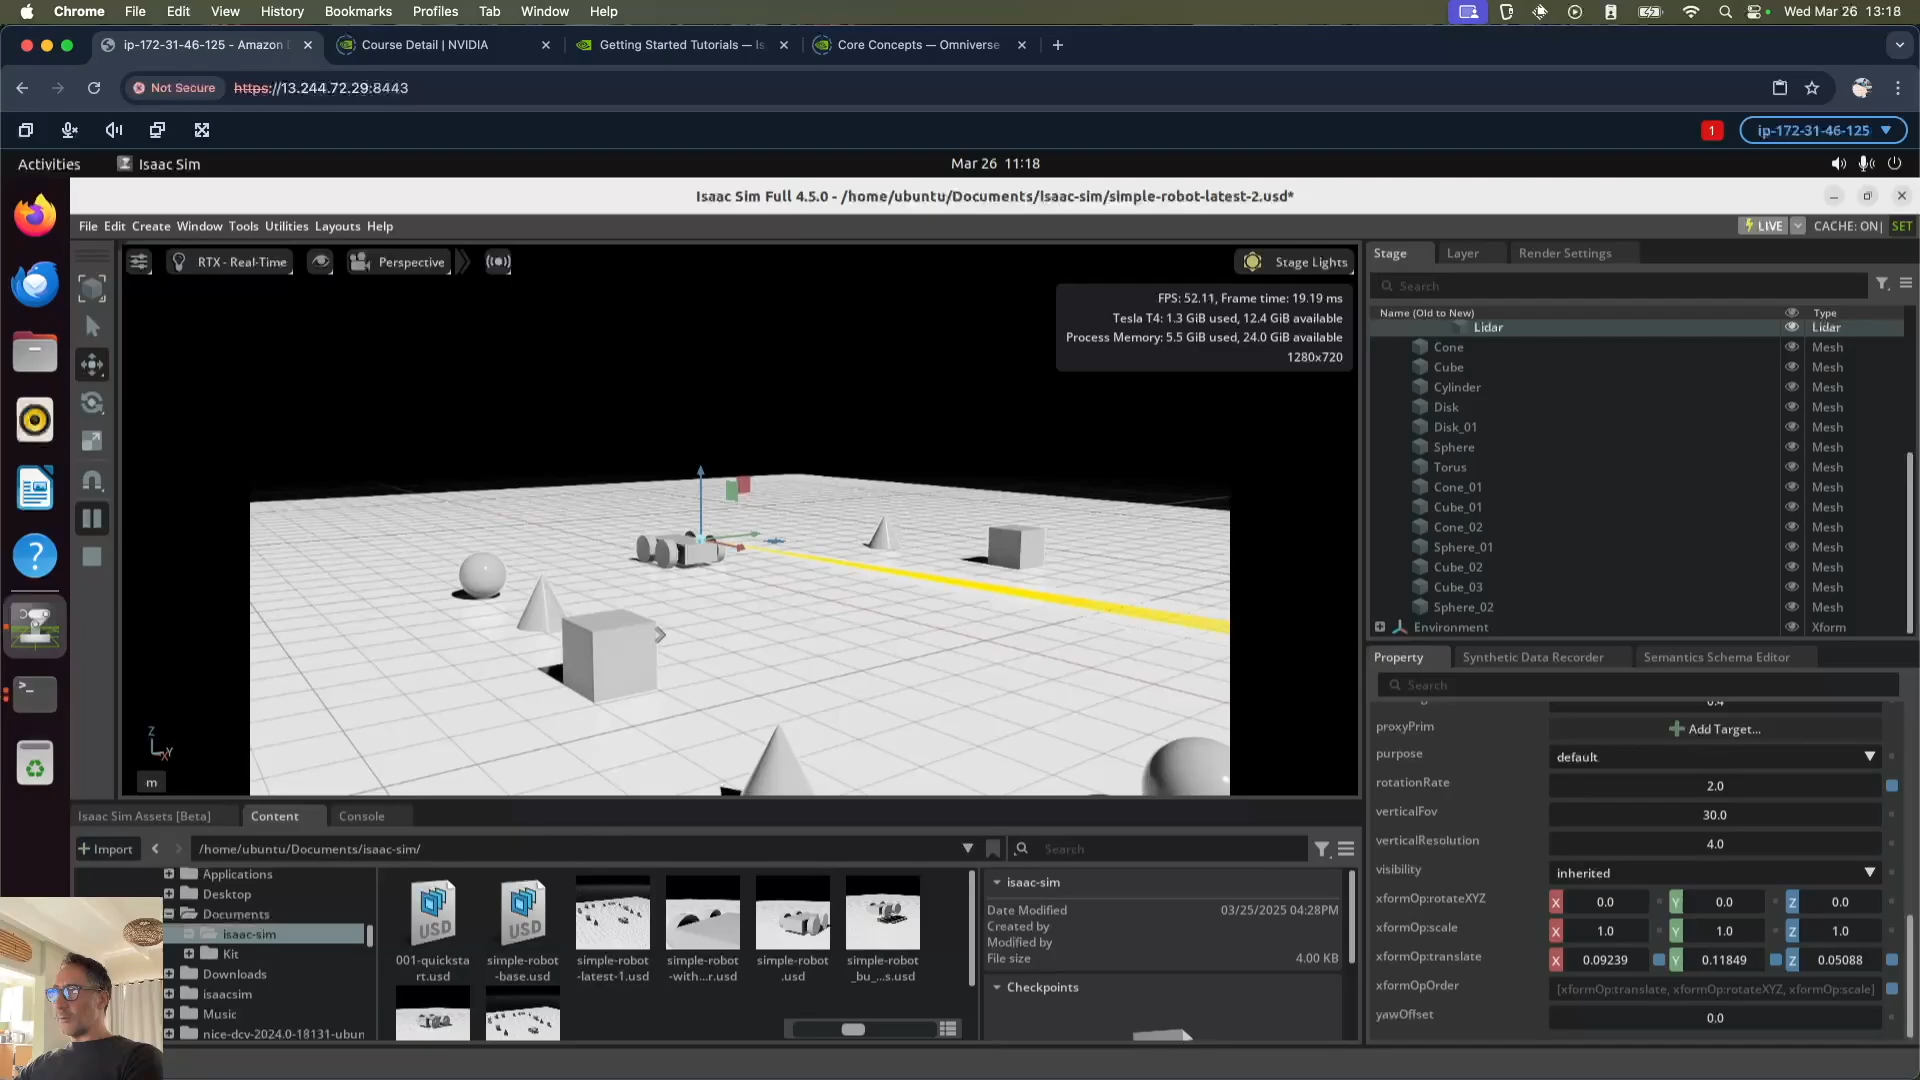 Chrome File Edit View History Bookmarks Profiles Tab Window Help Wed Mar 26 13:18
ip-172-31-46-125 - Amazon D Course Detail | NVIDIA Getting Started Tutorials — Is Core Concepts — Omniverse
Not Secure https://13.244.72.29:8443
1 ip-172-31-46-125
Activities Isaac Sim Mar 26 11:18
Isaac Sim Full 4.5.0 - /home/ubuntu/Documents/isaac-sim/simple-robot-latest-2.usd*
File Edit Create Window Tools Utilities Layouts Help LIVE CACHE: ON SET
RTX - Real-Time Perspective Stage Lights
FPS: 52.11, Frame time: 19.19 ms
Tesla T4: 1.3 GiB used, 12.4 GiB available
Process Memory: 5.5 GiB used, 24.0 GiB available
1280x720
Z
Y
X
m
Stage Layer Render Settings
Search
Name (Old to New) Type
Lidar Lidar
Cone Mesh
Cube Mesh
Cylinder Mesh
Disk Mesh
Disk_01 Mesh
Sphere Mesh
Torus Mesh
Cone_01 Mesh
Cube_01 Mesh
Cone_02 Mesh
Sphere_01 Mesh
Cube_02 Mesh
Cube_03 Mesh
Sphere_02 Mesh
Environment Xform
Property Synthetic Data Recorder Semantics Schema Editor
Search
0.4
proxyPrim Add Target...
purpose default
rotationRate 2.0
verticalFov 30.0
verticalResolution 4.0
visibility inherited
xformOp:rotateXYZ X 0.0 Y 0.0 Z 0.0
xformOp:scale X 1.0 Y 1.0 Z 1.0
xformOp:translate X 0.09239 Y 0.11849 Z 0.05088
xformOpOrder [xformOp:translate, xformOp:rotateXYZ, xformOp:scale]
yawOffset 0.0
Isaac Sim Assets [Beta] Content Console
Import /home/ubuntu/Documents/isaac-sim/ Search
Applications
Desktop
Documents
isaac-sim
Kit
Downloads
isaacsim
Music
nice-dcv-2024.0-18131-ubun
001-quicksta
rt.usd
simple-robot
-base.usd
simple-robot
-latest-1.usd
simple-robot
-with-...r.usd
simple-robot
.usd
simple-robot
_bu_...s.usd
isaac-sim
Date Modified 03/25/2025 04:28PM
Created by
Modified by
File size 4.00 KB
Checkpoints